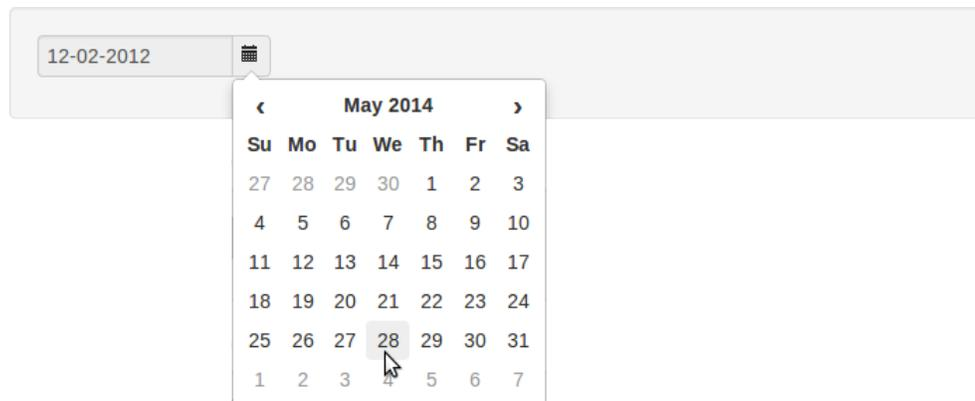 12-02-2012
‹ May 2014 ›
Su Mo Tu We Th Fr Sa
27 28 29 30 1 2 3
4 5 6 7 8 9 10
11 12 13 14 15 16 17
18 19 20 21 22 23 24
25 26 27 28 29 30 31
1 2 3 4 5 6 7